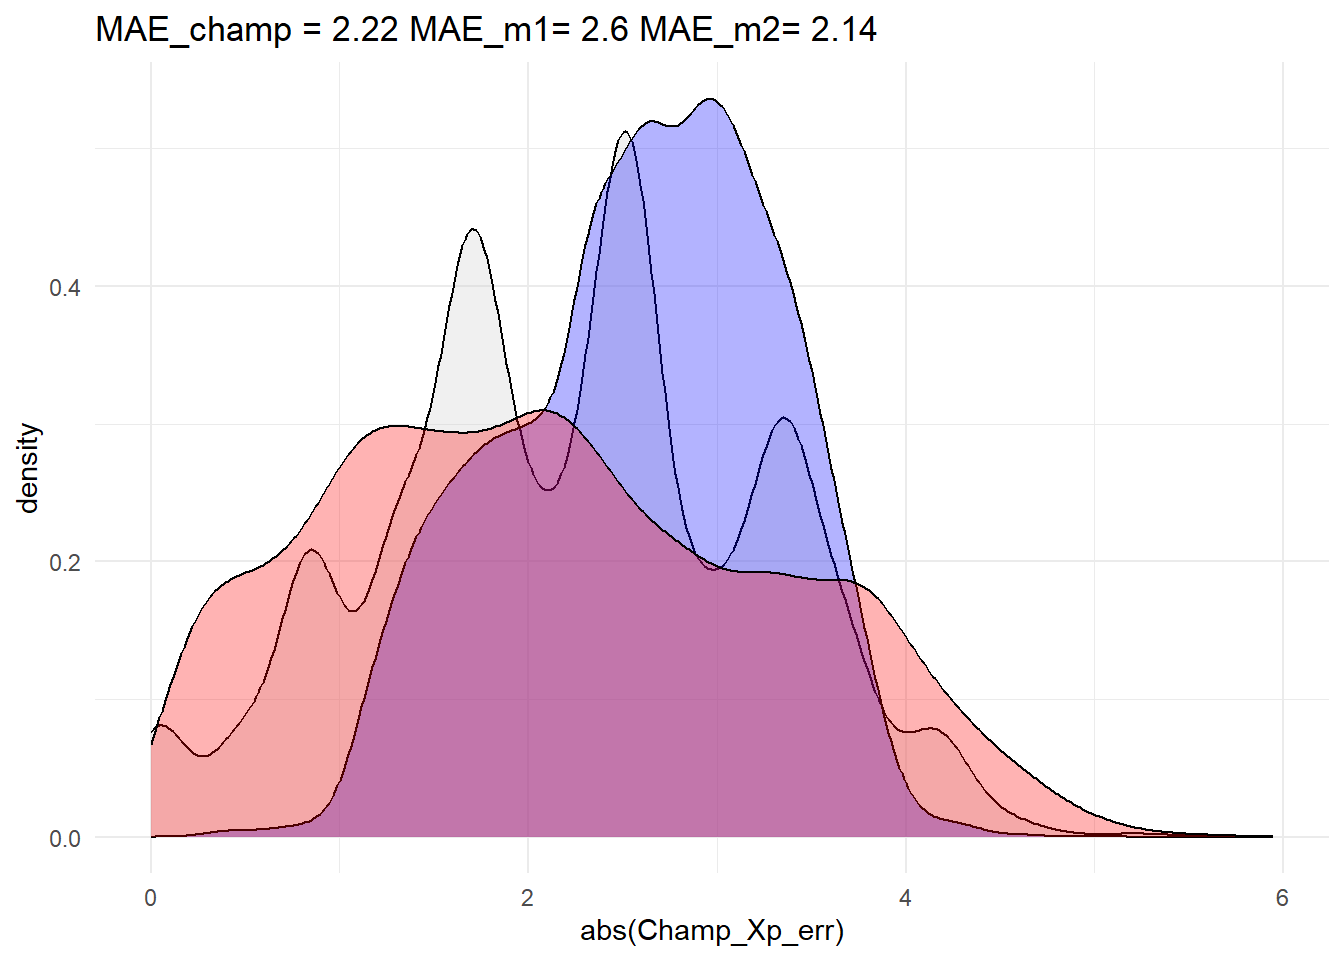 MAE_champ = 2.22 MAE_m1= 2.6 MAE_m2= 2.14
density
0.4
0.2
0.0
0 2 4 6
abs(Champ_Xp_err)